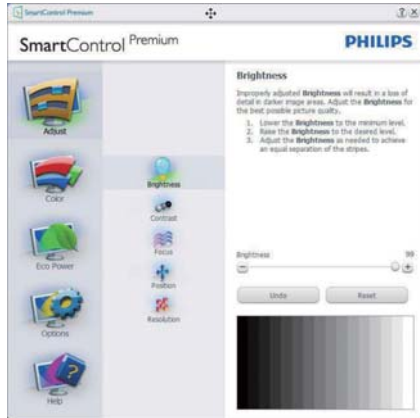 SmartControl Premium
SmartControl Premium
PHILIPS
Adjust
Color
Eco Power
Options
Help
Brightness
Contrast
Focus
Position
Resolution
Brightness
Improperly adjusted Brightness will result in a loss of
detail in darker image areas. Adjust the Brightness for
the best possible picture quality.
1. Lower the Brightness to the minimum level.
2. Raise the Brightness to the desired level.
3. Adjust the Brightness as needed to achieve
an equal separation of the stripes.
Brightness 99
Undo Reset